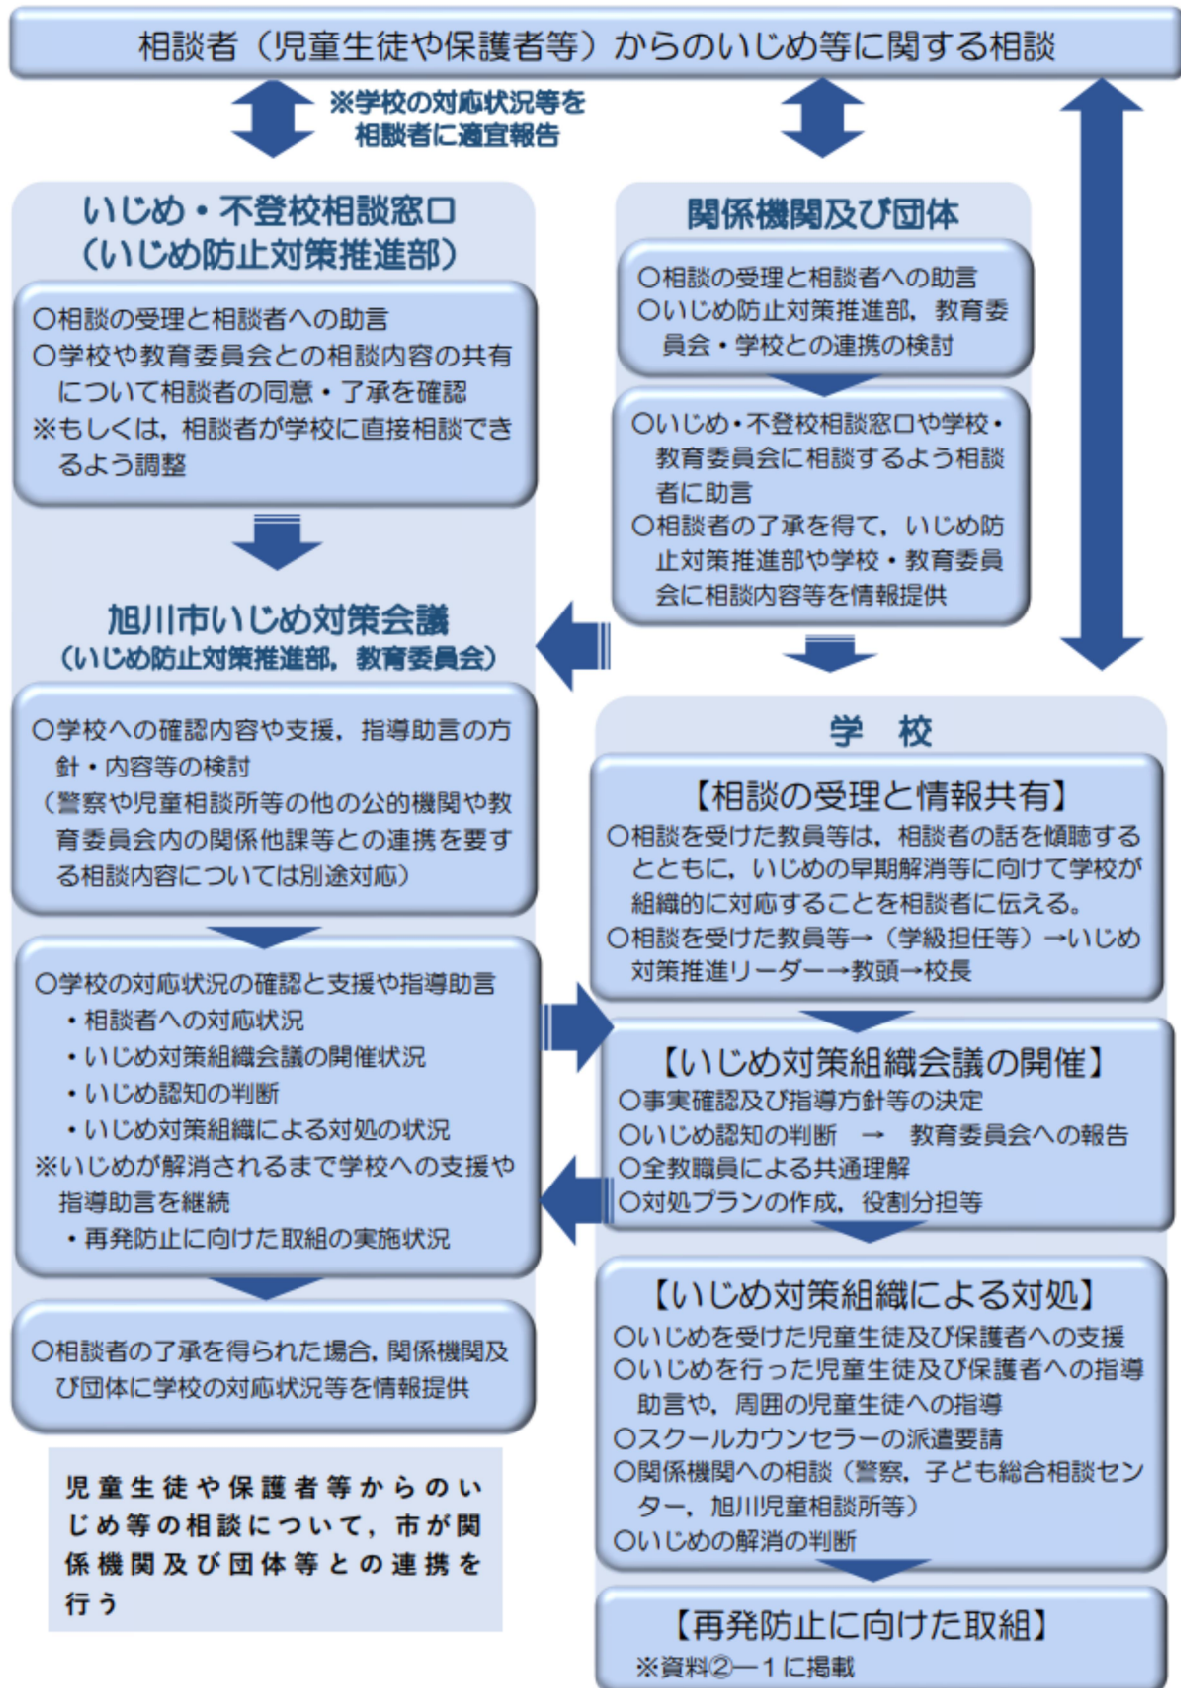 相談者（児童生徒や保護者等）からのいじめ等に関する相談
※学校の対応状況等を
相談者に適宜報告
いじめ・不登校相談窓口
（いじめ防止対策推進部）
〇相談の受理と相談者への助言
〇学校や教育委員会との相談内容の共有
について相談者の同意・了承を確認
※もしくは，相談者が学校に直接相談でき
るよう調整
旭川市いじめ対策会議
（いじめ防止対策推進部，教育委員会）
〇学校への確認内容や支援，指導助言の方
針・内容等の検討
（警察や児童相談所等の他の公的機関や教
育委員会内の関係他課等との連携を要す
る相談内容については別途対応）
〇学校の対応状況の確認と支援や指導助言
・相談者への対応状況
・いじめ対策組織会議の開催状況
・いじめ認知の判断
・いじめ対策組織による対処の状況
※いじめが解消されるまで学校への支援や
指導助言を継続
・再発防止に向けた取組の実施状況
〇相談者の了承を得られた場合，関係機関及
び団体に学校の対応状況等を情報提供
児童生徒や保護者等からのい
じめ等の相談について，市が関
係機関及び団体等との連携を
行う
関係機関及び団体
〇相談の受理と相談者への助言
〇いじめ防止対策推進部，教育委
員会・学校との連携の検討
〇いじめ・不登校相談窓口や学校・
教育委員会に相談するよう相談
者に助言
〇相談者の了承を得て，いじめ防
止対策推進部や学校・教育委員
会に相談内容等を情報提供
学　校
【相談の受理と情報共有】
〇相談を受けた教員等は，相談者の話を傾聴する
とともに，いじめの早期解消等に向けて学校が
組織的に対応することを相談者に伝える。
〇相談を受けた教員等→（学級担任等）→いじめ
対策推進リーダー→教頭→校長
【いじめ対策組織会議の開催】
〇事実確認及び指導方針等の決定
〇いじめ認知の判断　→　教育委員会への報告
〇全教職員による共通理解
〇対処プランの作成，役割分担等
【いじめ対策組織による対処】
〇いじめを受けた児童生徒及び保護者への支援
〇いじめを行った児童生徒及び保護者への指導
助言や，周囲の児童生徒への指導
〇スクールカウンセラーの派遣要請
〇関係機関への相談（警察，子ども総合相談セン
ター，旭川児童相談所等）
〇いじめの解消の判断
【再発防止に向けた取組】
※資料②―１に掲載